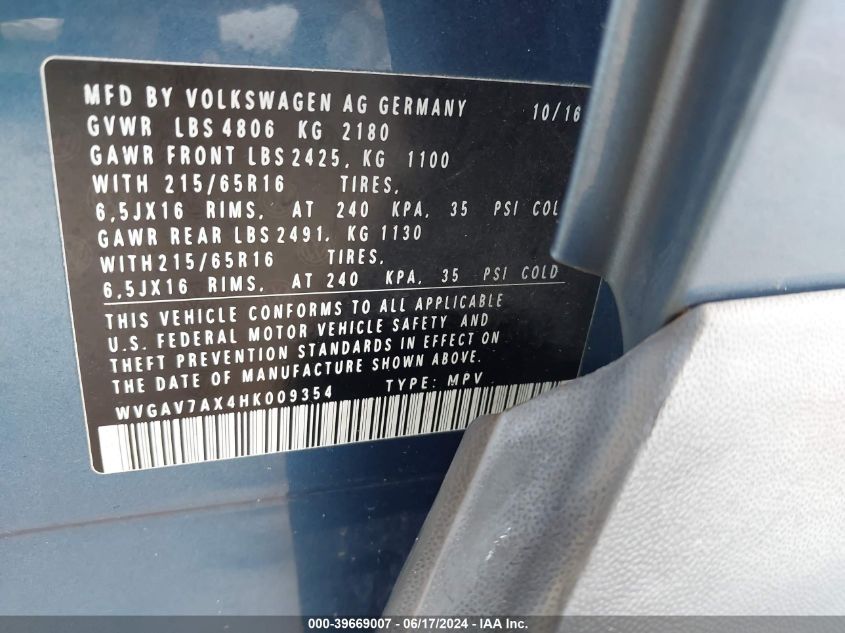 MFD BY VOLKSWAGEN AG GERMANY 10/16
GVWR LBS 4806 KG 2180
GAWR FRONT LBS 2425, KG 1100
WITH 215/65R16 TIRES,
6,5JX16 RIMS, AT 240 KPA, 35 PSI COL
GAWR REAR LBS 2491, KG 1130
WITH215/65R16 TIRES,
6,5JX16 RIMS, AT 240 KPA, 35 PSI COLD
THIS VEHICLE CONFORMS TO ALL APPLICABLE
U.S. FEDERAL MOTOR VEHICLE SAFETY AND
THEFT PREVENTION STANDARDS IN EFFECT ON
THE DATE OF MANUFACTURE SHOWN ABOVE.
WVGAV7AX4HK009354 TYPE: MPV
000-39669007 - 06/17/2024 - IAA Inc.